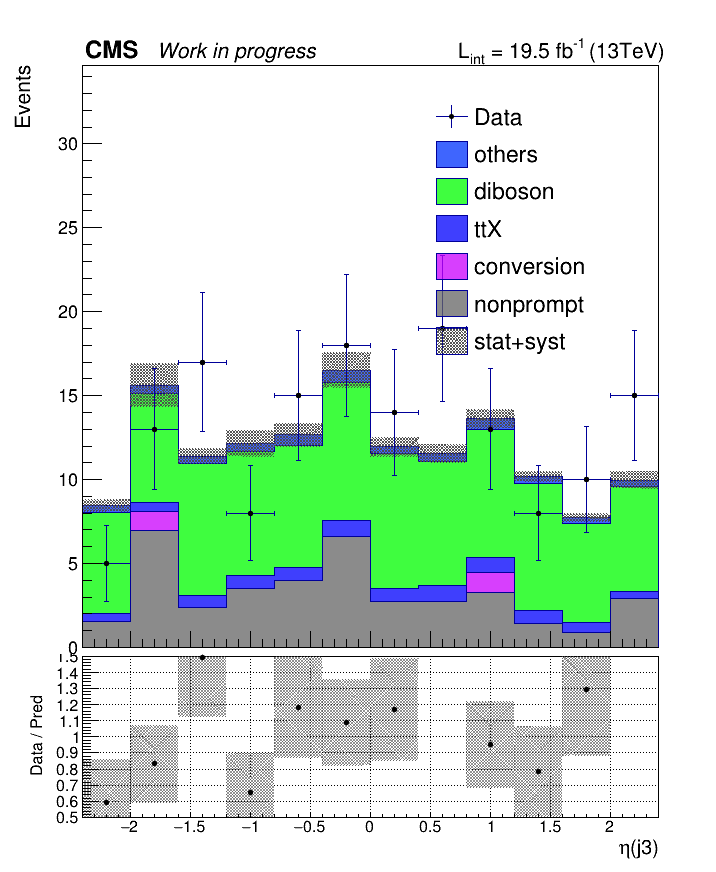 CMS Work in progress L_int = 19.5 fb^-1 (13TeV)
Events
Data
others
diboson
ttX
conversion
nonprompt
stat+syst
30
25
20
15
10
5
0
Data / Pred
1.5
1.4
1.3
1.2
1.1
1
0.9
0.8
0.7
0.6
0.5
−2 −1.5 −1 −0.5 0 0.5 1 1.5 2
η(j3)